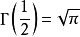 Γ(1/2) = √π